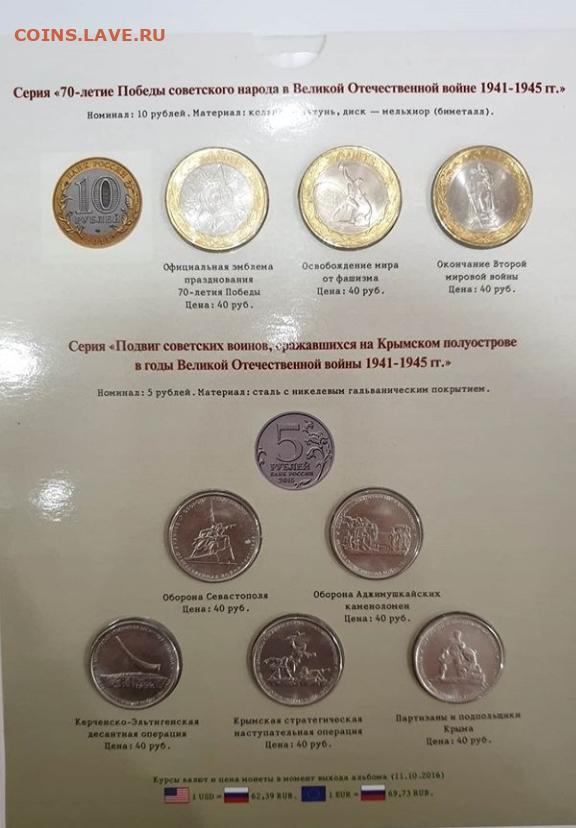 COINS.LAVE.RU
Серия «70-летие Победы советского народа в Великой Отечественной войне 1941-1945 гг.»
Номинал: 10 рублей. Материал: диск — мельхиор (биметалл).
БАНК РОССИИ
10
РУБЛЕЙ
Официальная эмблема Освобождение мира Окончание Второй
празднования от фашизма мировой войны
70-летия Победы Цена: 40 руб. Цена: 40 руб.
Цена: 40 руб.
Серия «Подвиг советских воинов, сражавшихся на Крымском полуострове
в годы Великой Отечественной войны 1941-1945 гг.»
Номинал: 5 рублей. Материал: сталь с никелевым гальваническим покрытием.
5
РУБЛЕЙ
БАНК РОССИИ
2015
Оборона Севастополя Оборона Аджимушкайских
Цена: 40 руб. каменоломен
Цена: 40 руб.
Керченско-Эльтигенская Крымская стратегическая Партизаны и подпольщики
десантная операция наступательная операция Крыма
Цена: 40 руб. Цена: 40 руб. Цена: 40 руб.
Курсы валют и цена монеты в момент выхода альбома (11.10.2016)
1 USD = 62,39 RUB. 1 EUR = 69,73 RUB.